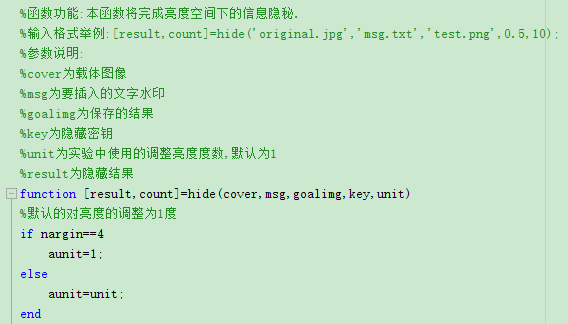 %函数功能:本函数将完成亮度空间下的信息隐秘.
%输入格式举例:[result,count]=hide('original.jpg','msg.txt','test.png',0.5,10);
%参数说明:
%cover为载体图像
%msg为要插入的文字水印
%goalimg为保存的结果
%key为隐藏密钥
%unit为实验中使用的调整亮度度数,默认为1
%result为隐藏结果
function [result,count]=hide(cover,msg,goalimg,key,unit)
%默认的对亮度的调整为1度
if nargin==4
    aunit=1;
else
    aunit=unit;
end